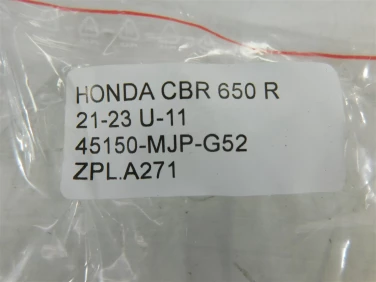 HONDA CBR 650 R
21-23 U-11
45150-MJP-G52
ZPL.A271